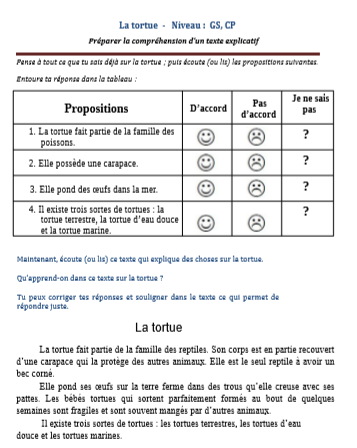 La tortue - Niveau : GS, CP
Préparer la compréhension d'un texte explicatif
Pense à tout ce que tu sais déjà sur la tortue ; puis écoute (ou lis) les propositions suivantes.
Entoure ta réponse dans le tableau :
Propositions D'accord Pas d'accord Je ne sais pas
1. La tortue fait partie de la famille des
poissons. ?
2. Elle possède une carapace. ?
3. Elle pond des œufs dans la mer. ?
4. Il existe trois sortes de tortues : la ?
tortue terrestre, la tortue d'eau douce
et la tortue marine.
Maintenant, écoute (ou lis) ce texte qui explique des choses sur la tortue.
Qu'apprend-on dans ce texte sur la tortue ?
Tu peux corriger tes réponses et souligner dans le texte ce qui permet de
répondre juste.
La tortue
La tortue fait partie de la famille des reptiles. Son corps est en partie recouvert
d'une carapace qui la protège des autres animaux. Elle est le seul reptile à avoir un
bec corné.
Elle pond ses œufs sur la terre ferme dans des trous qu'elle creuse avec ses
pattes. Les bébés tortues qui sortent parfaitement formés au bout de quelques
semaines sont fragiles et sont souvent mangés par d'autres animaux.
Il existe trois sortes de tortues : les tortues terrestres, les tortues d'eau
douce et les tortues marines.